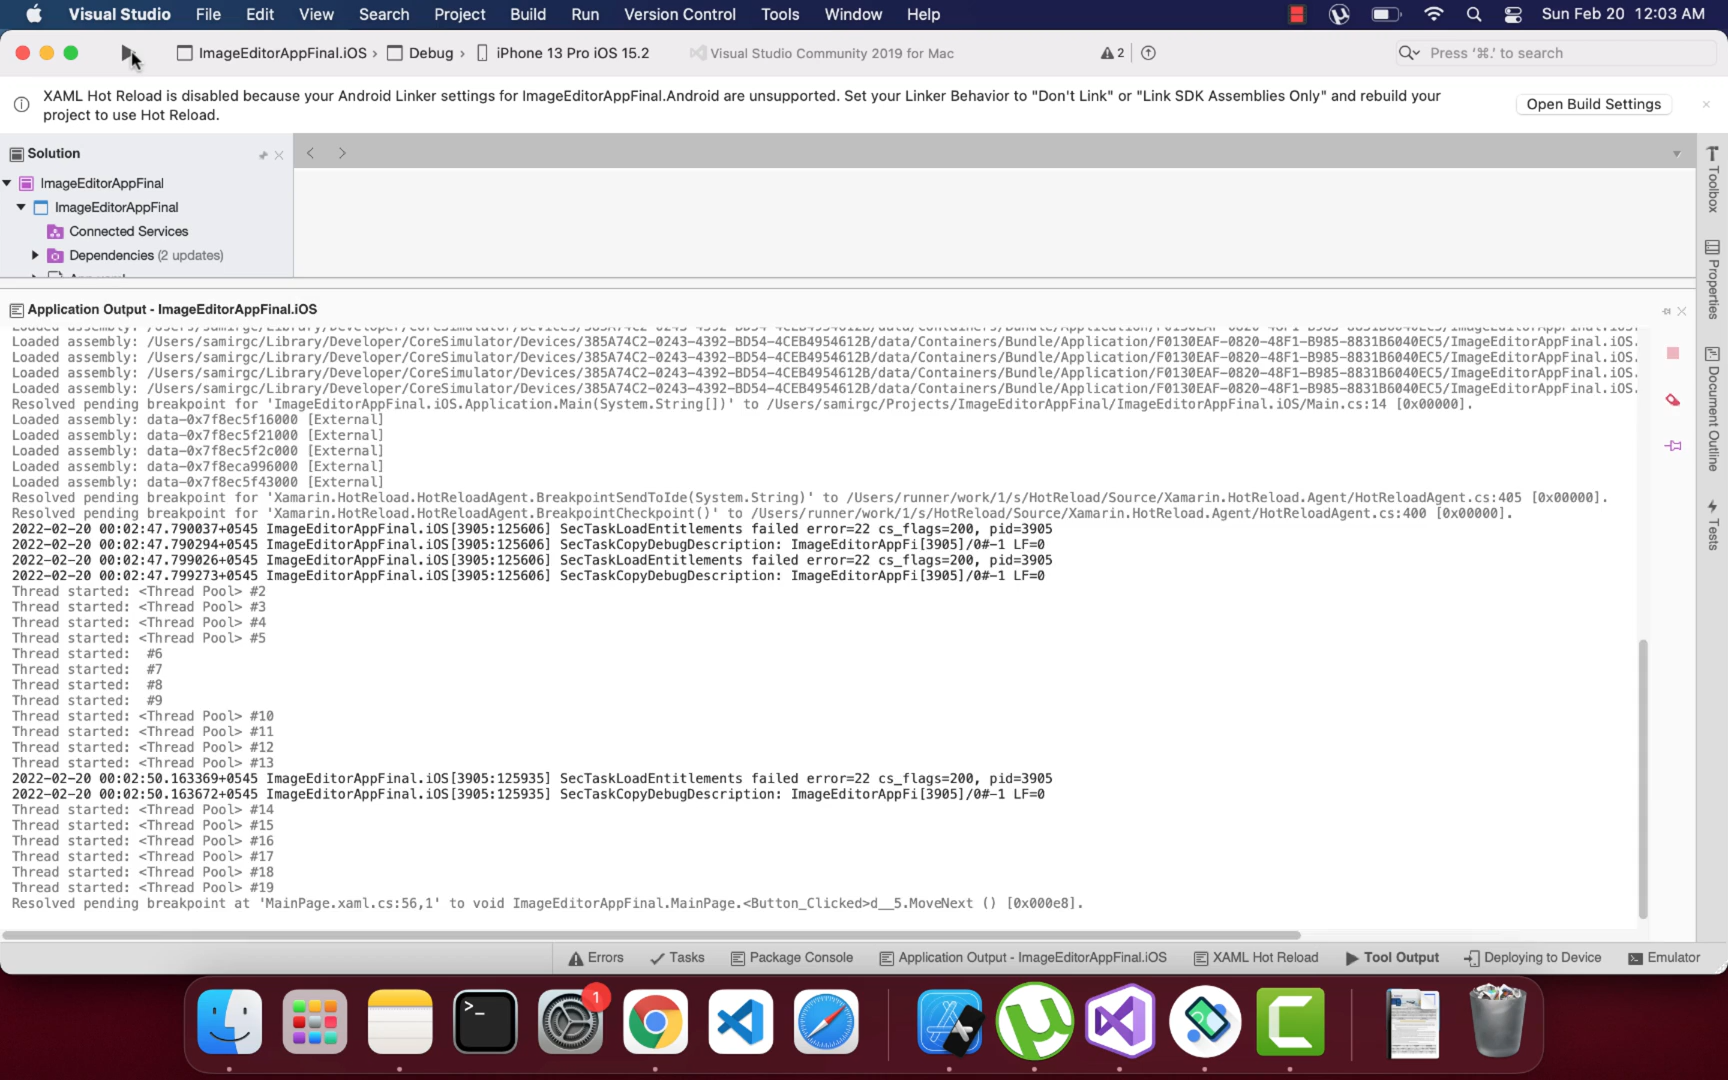 Visual Studio File Edit View Search Project Build Run Version Control Tools Window Help Sun Feb 20 12:03 AM
ImageEditorAppFinal.iOS › Debug › iPhone 13 Pro iOS 15.2 Visual Studio Community 2019 for Mac 2 Press '⌘.' to search
XAML Hot Reload is disabled because your Android Linker settings for ImageEditorAppFinal.Android are unsupported. Set your Linker Behavior to "Don't Link" or "Link SDK Assemblies Only" and rebuild your
project to use Hot Reload.
Open Build Settings
Solution
ImageEditorAppFinal
ImageEditorAppFinal
Connected Services
Dependencies (2 updates)
Toolbox
Properties
Document Outline
Tests
Application Output - ImageEditorAppFinal.iOS
Loaded assembly: /Users/samirgc/Library/Developer/CoreSimulator/Devices/385A74C2-0243-4392-BD54-4CEB4954612B/data/Containers/Bundle/Application/F0130EAF-0820-48F1-B985-8831B6040EC5/ImageEditorAppFinal.iOS.
Loaded assembly: /Users/samirgc/Library/Developer/CoreSimulator/Devices/385A74C2-0243-4392-BD54-4CEB4954612B/data/Containers/Bundle/Application/F0130EAF-0820-48F1-B985-8831B6040EC5/ImageEditorAppFinal.iOS.
Loaded assembly: /Users/samirgc/Library/Developer/CoreSimulator/Devices/385A74C2-0243-4392-BD54-4CEB4954612B/data/Containers/Bundle/Application/F0130EAF-0820-48F1-B985-8831B6040EC5/ImageEditorAppFinal.iOS.
Loaded assembly: /Users/samirgc/Library/Developer/CoreSimulator/Devices/385A74C2-0243-4392-BD54-4CEB4954612B/data/Containers/Bundle/Application/F0130EAF-0820-48F1-B985-8831B6040EC5/ImageEditorAppFinal.iOS.
Loaded assembly: /Users/samirgc/Library/Developer/CoreSimulator/Devices/385A74C2-0243-4392-BD54-4CEB4954612B/data/Containers/Bundle/Application/F0130EAF-0820-48F1-B985-8831B6040EC5/ImageEditorAppFinal.iOS.
Resolved pending breakpoint for 'ImageEditorAppFinal.iOS.Application.Main(System.String[])' to /Users/samirgc/Projects/ImageEditorAppFinal/ImageEditorAppFinal.iOS/Main.cs:14 [0x00000].
Loaded assembly: data-0x7f8ec5f16000 [External]
Loaded assembly: data-0x7f8ec5f21000 [External]
Loaded assembly: data-0x7f8ec5f2c000 [External]
Loaded assembly: data-0x7f8eca996000 [External]
Loaded assembly: data-0x7f8ec5f43000 [External]
Resolved pending breakpoint for 'Xamarin.HotReload.HotReloadAgent.BreakpointSendToIde(System.String)' to /Users/runner/work/1/s/HotReload/Source/Xamarin.HotReload.Agent/HotReloadAgent.cs:405 [0x00000].
Resolved pending breakpoint for 'Xamarin.HotReload.HotReloadAgent.BreakpointCheckpoint()' to /Users/runner/work/1/s/HotReload/Source/Xamarin.HotReload.Agent/HotReloadAgent.cs:400 [0x00000].
2022-02-20 00:02:47.790037+0545 ImageEditorAppFinal.iOS[3905:125606] SecTaskLoadEntitlements failed error=22 cs_flags=200, pid=3905
2022-02-20 00:02:47.790294+0545 ImageEditorAppFinal.iOS[3905:125606] SecTaskCopyDebugDescription: ImageEditorAppFi[3905]/0#-1 LF=0
2022-02-20 00:02:47.799026+0545 ImageEditorAppFinal.iOS[3905:125606] SecTaskLoadEntitlements failed error=22 cs_flags=200, pid=3905
2022-02-20 00:02:47.799273+0545 ImageEditorAppFinal.iOS[3905:125606] SecTaskCopyDebugDescription: ImageEditorAppFi[3905]/0#-1 LF=0
Thread started: <Thread Pool> #2
Thread started: <Thread Pool> #3
Thread started: <Thread Pool> #4
Thread started: <Thread Pool> #5
Thread started:  #6
Thread started:  #7
Thread started:  #8
Thread started:  #9
Thread started: <Thread Pool> #10
Thread started: <Thread Pool> #11
Thread started: <Thread Pool> #12
Thread started: <Thread Pool> #13
2022-02-20 00:02:50.163369+0545 ImageEditorAppFinal.iOS[3905:125935] SecTaskLoadEntitlements failed error=22 cs_flags=200, pid=3905
2022-02-20 00:02:50.163672+0545 ImageEditorAppFinal.iOS[3905:125935] SecTaskCopyDebugDescription: ImageEditorAppFi[3905]/0#-1 LF=0
Thread started: <Thread Pool> #14
Thread started: <Thread Pool> #15
Thread started: <Thread Pool> #16
Thread started: <Thread Pool> #17
Thread started: <Thread Pool> #18
Thread started: <Thread Pool> #19
Resolved pending breakpoint at 'MainPage.xaml.cs:56,1' to void ImageEditorAppFinal.MainPage.<Button_Clicked>d__5.MoveNext () [0x000e8].
Errors Tasks Package Console Application Output - ImageEditorAppFinal.iOS XAML Hot Reload Tool Output Deploying to Device Emulator
1